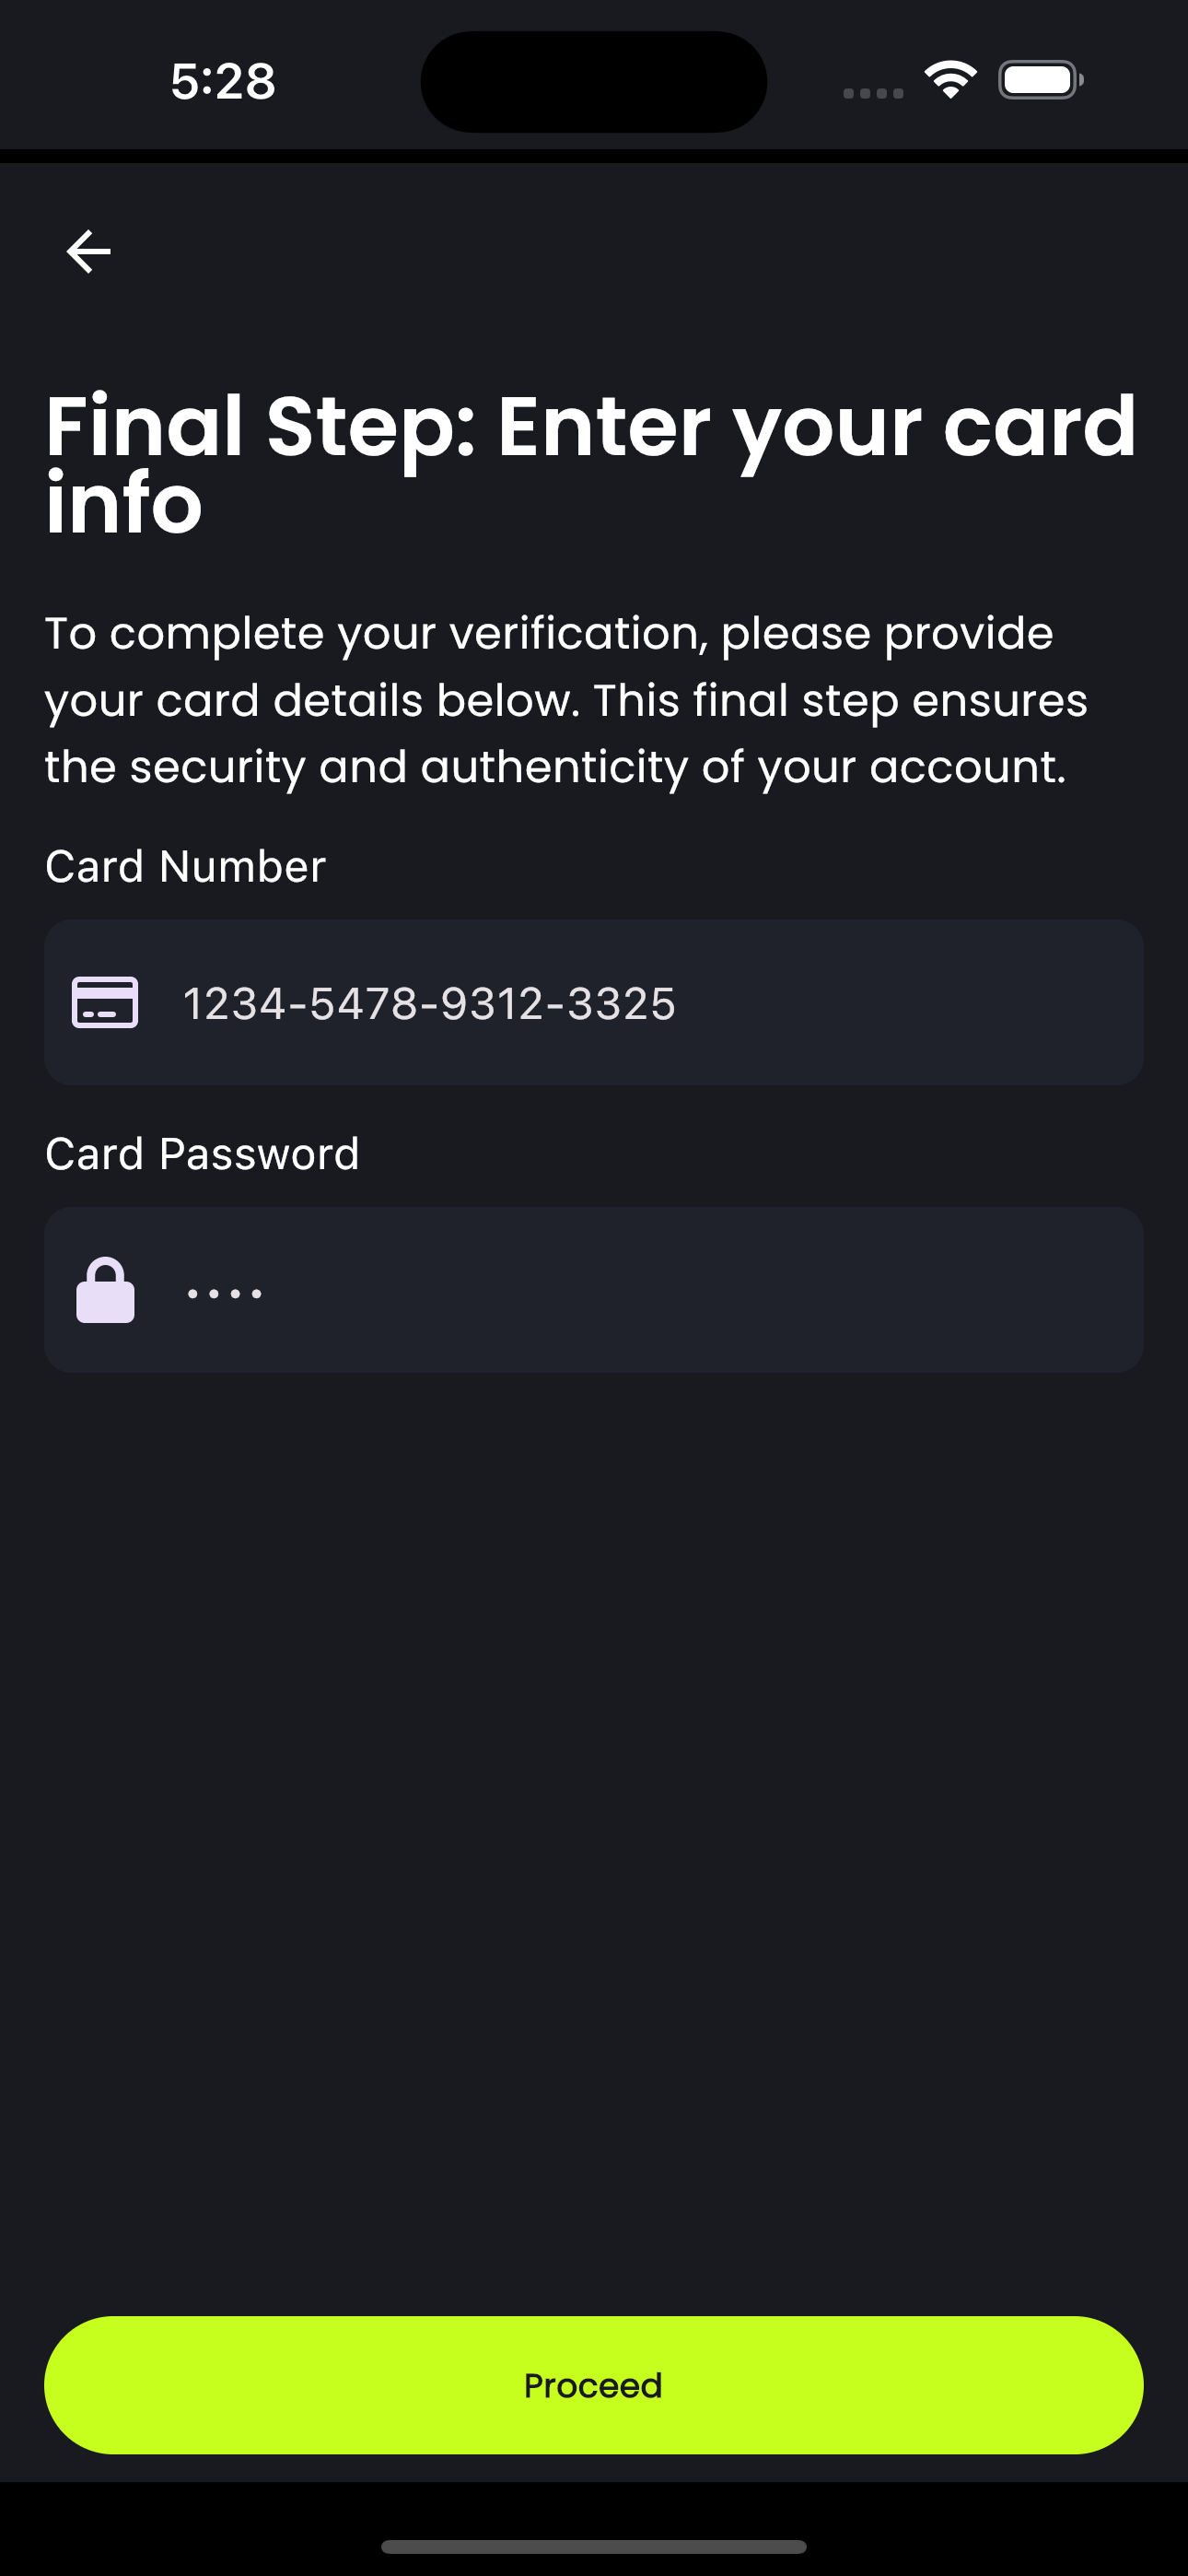 5:28
Final Step: Enter your card
info
To complete your verification, please provide
your card details below. This final step ensures
the security and authenticity of your account.
Card Number
1234-5478-9312-3325
Card Password
••••
Proceed